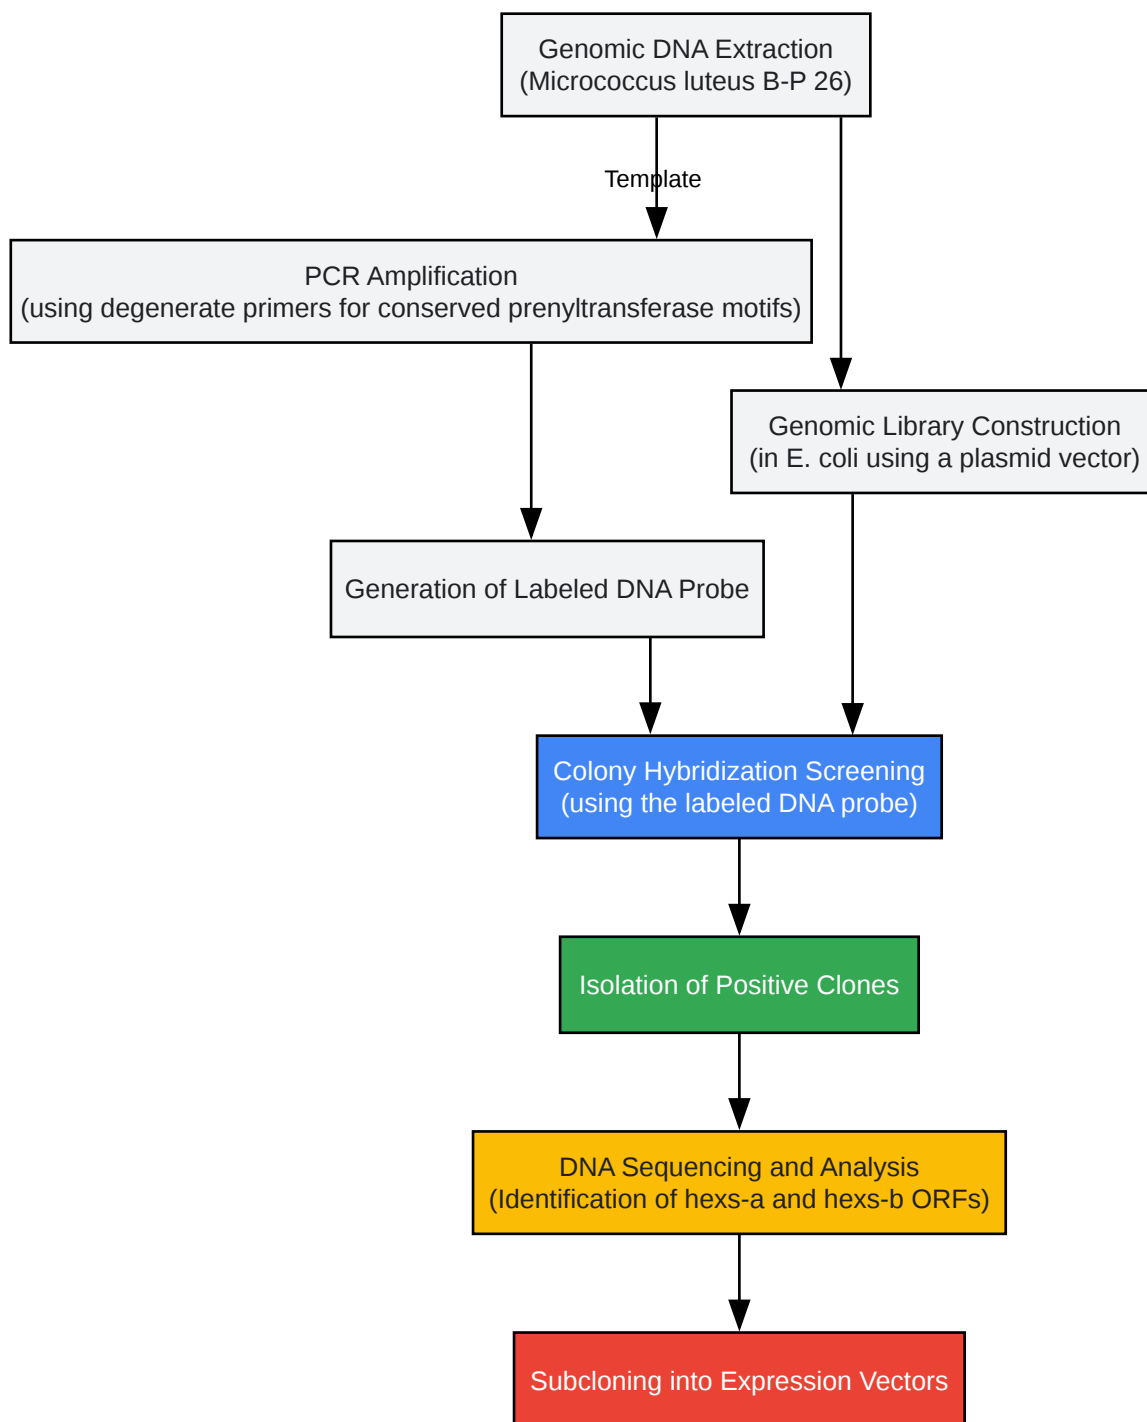 Genomic DNA Extraction
(Micrococcus luteus B-P 26)
Template
PCR Amplification
(using degenerate primers for conserved prenyltransferase motifs)
Genomic Library Construction
(in E. coli using a plasmid vector)
Generation of Labeled DNA Probe
Colony Hybridization Screening
(using the labeled DNA probe)
Isolation of Positive Clones
DNA Sequencing and Analysis
(Identification of hexs-a and hexs-b ORFs)
Subcloning into Expression Vectors